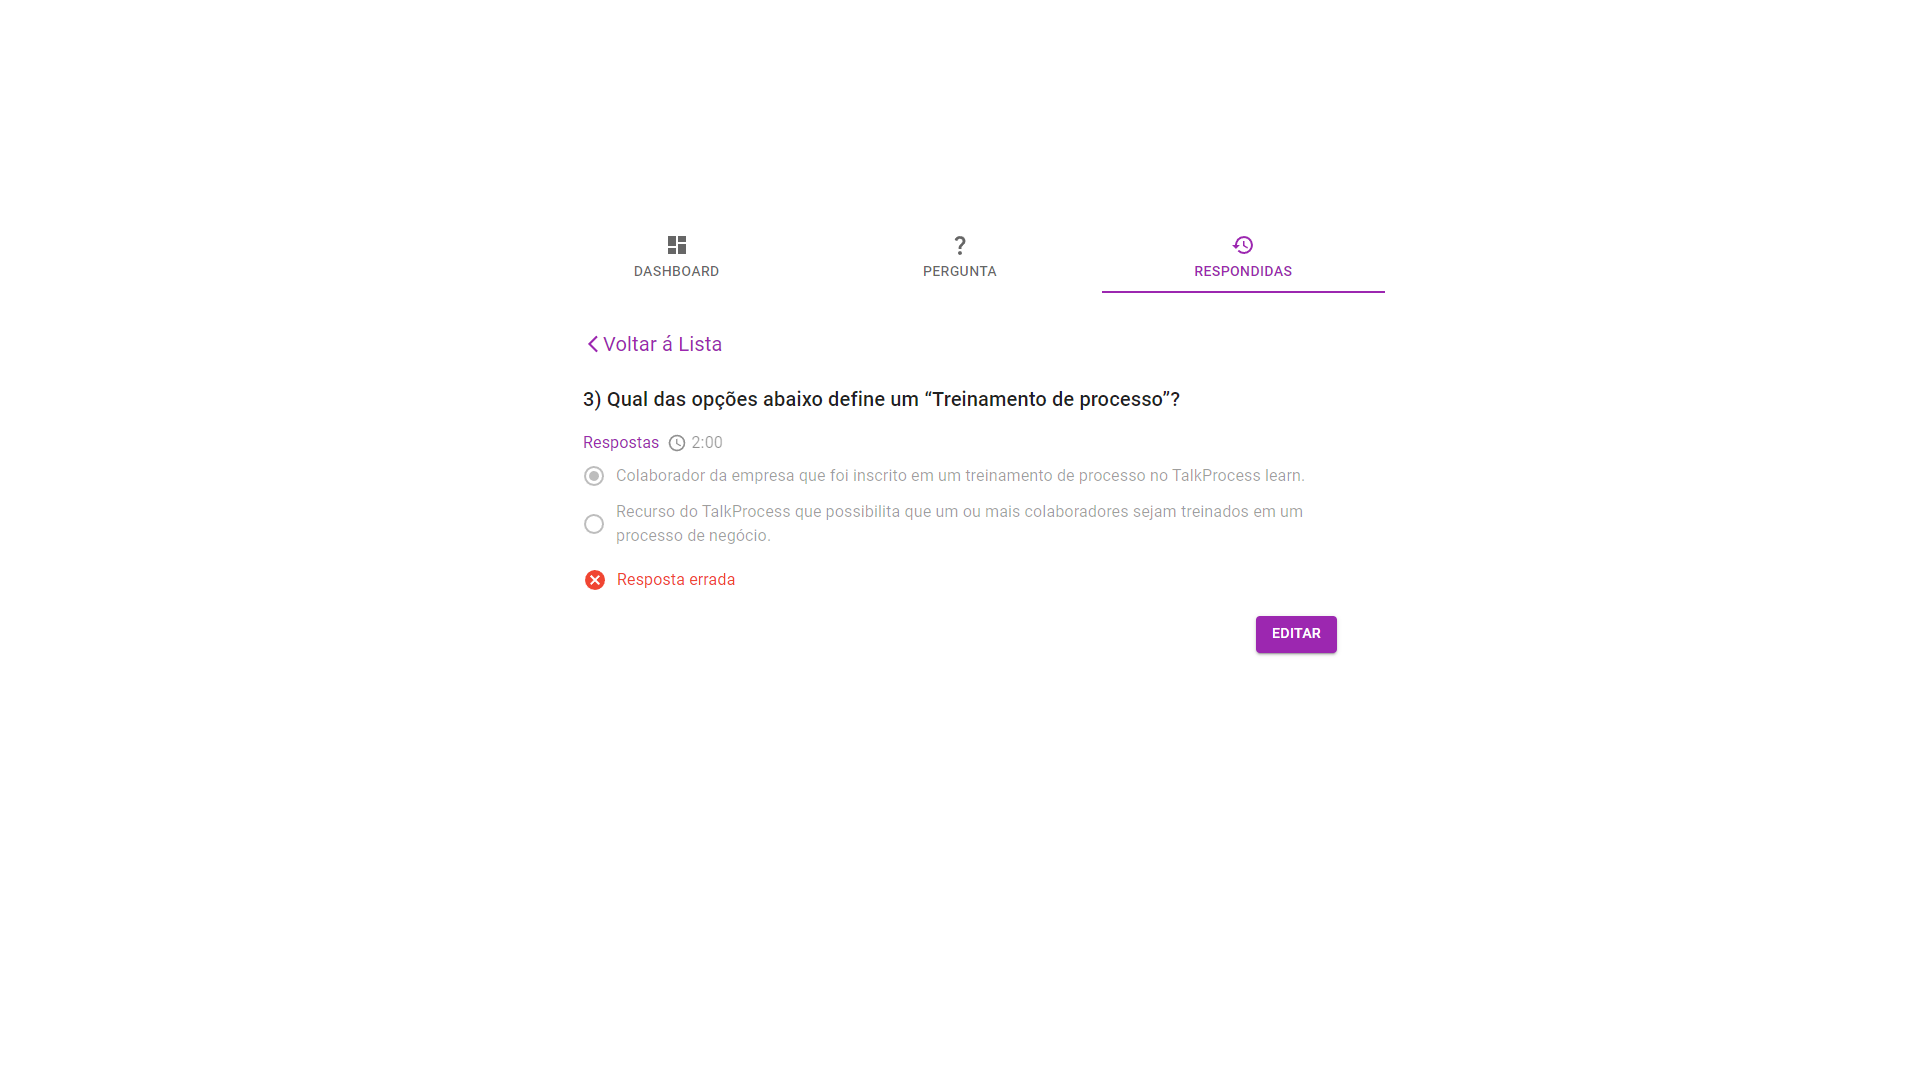 DASHBOARD
PERGUNTA
RESPONDIDAS
Voltar á Lista
3) Qual das opções abaixo define um “Treinamento de processo”?
Respostas 2:00
Colaborador da empresa que foi inscrito em um treinamento de processo no TalkProcess learn.
Recurso do TalkProcess que possibilita que um ou mais colaboradores sejam treinados em um
processo de negócio.
Resposta errada
EDITAR